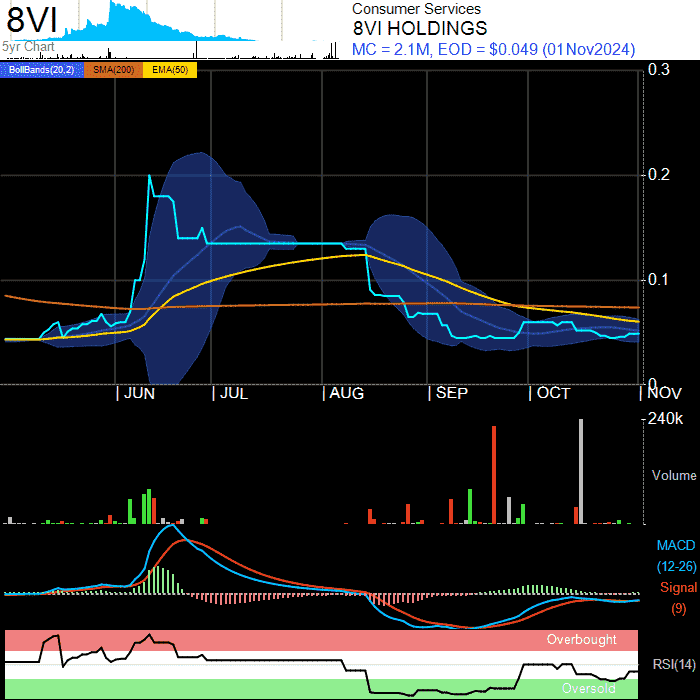 8VI
Consumer Services
8VI HOLDINGS
MC = 2.1M, EOD = $0.049 (01Nov2024)
5yr Chart
BollBands(20,2) SMA(200) EMA(50)
0.3
0.2
0.1
0
JUN JUL AUG SEP OCT NOV
240k
Volume
MACD
(12-26)
Signal
(9)
Overbought
RSI(14)
Oversold